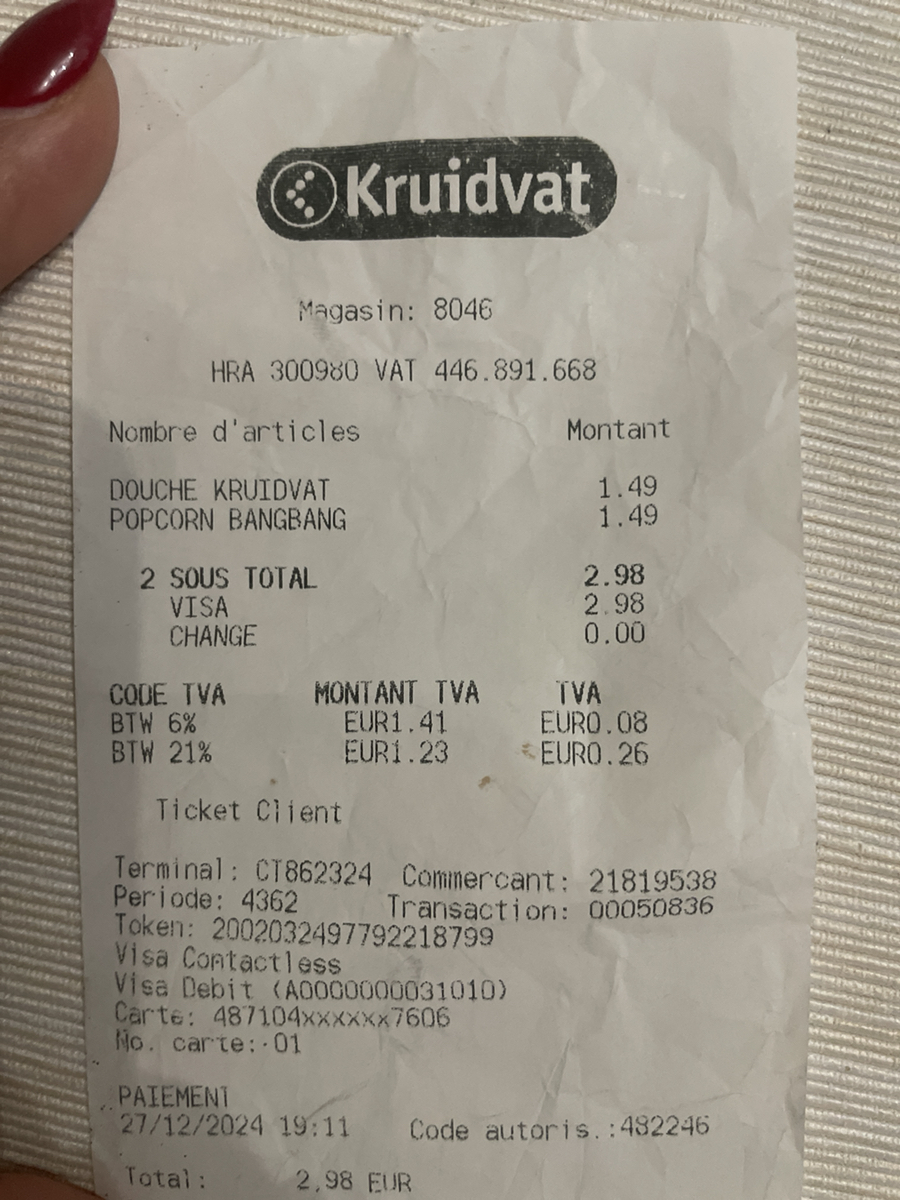 Kruidvat
Magasin: 8046
HRA 300980 VAT 446.891.668
Nombre d'articles Montant
DOUCHE KRUIDVAT 1.49
POPCORN BANGBANG 1.49
2 SOUS TOTAL 2.98
VISA 2.98
CHANGE 0.00
CODE TVA MONTANT TVA TVA
BTW 6% EUR1.41 EUR0.08
BTW 21% EUR1.23 EUR0.26
Ticket Client
Terminal: CT862324 Commercant: 21819538
Periode: 4362 Transaction: 00050836
Token: 2002032497792218799
Visa Contactless
Visa Debit (A0000000031010)
Carte: 487104xxxxxx7606
No. carte: 01
PAIEMENT
27/12/2024 19:11 Code autoris.:482246
Total: 2,98 EUR